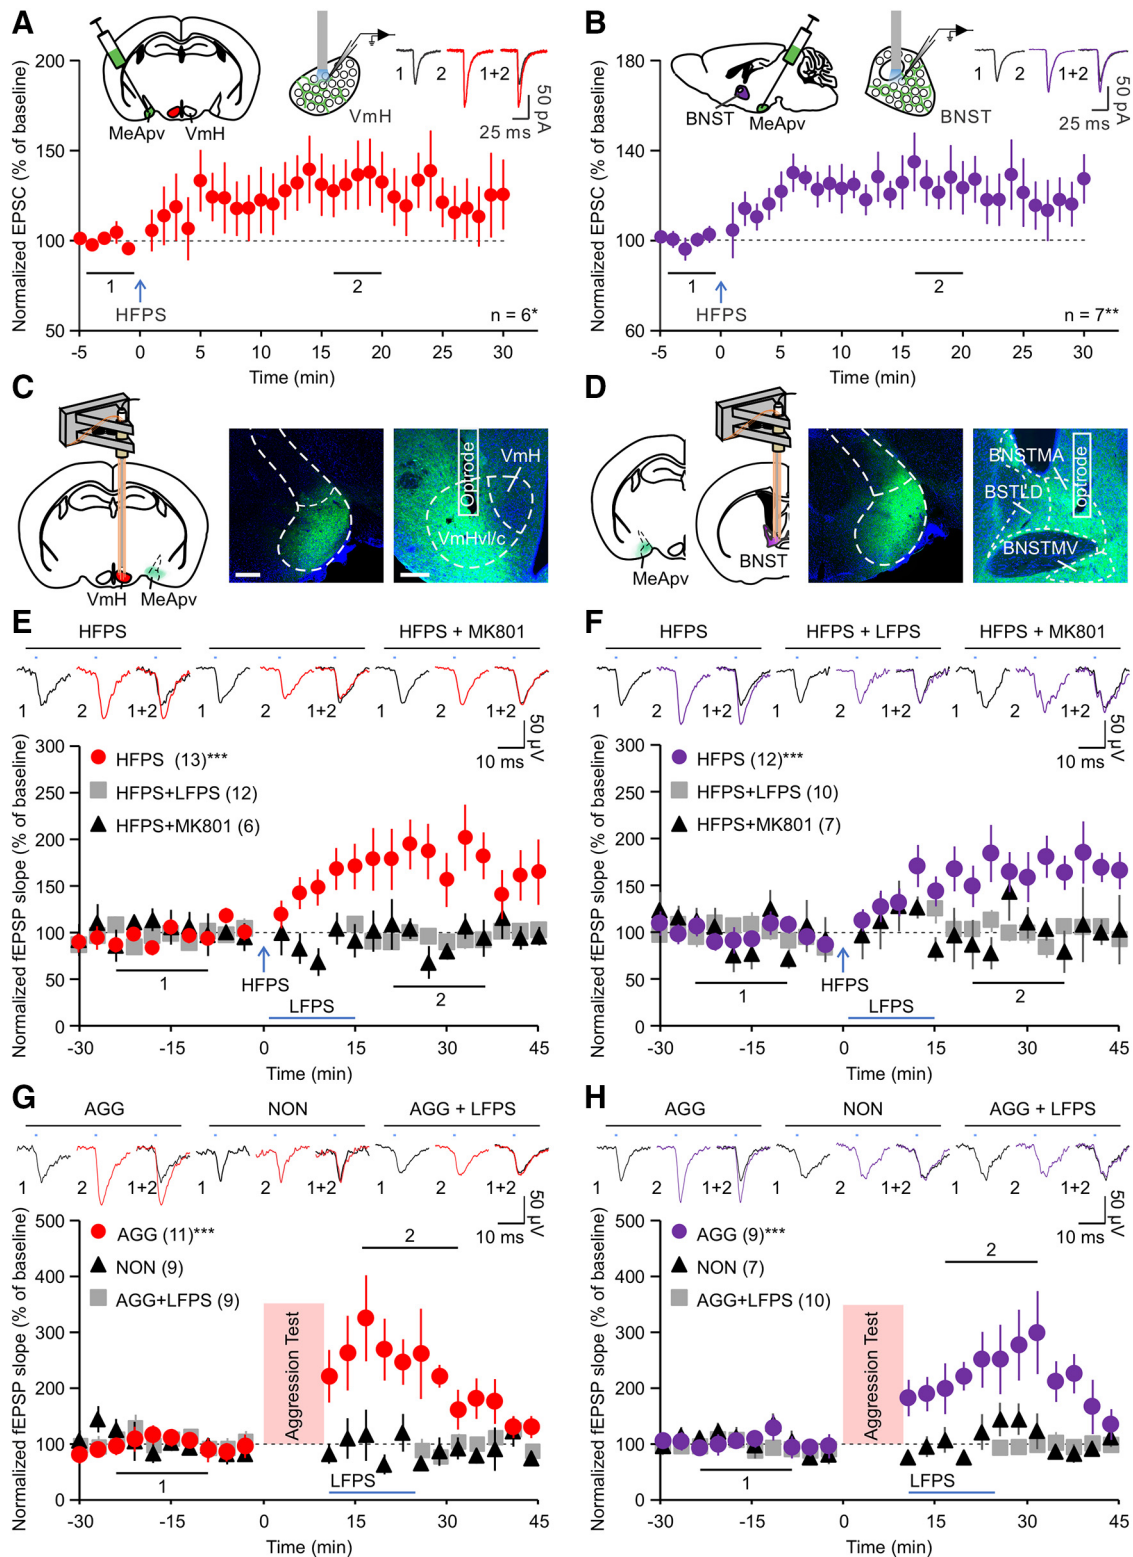 A
MeApv
VmH
VmH
1
2
1+2
50 pA
25 ms
Normalized EPSC (% of baseline)
200
150
100
50
1
HFPS
2
n = 6*
-5
0
5
10
15
20
25
30
Time (min)
B
BNST
MeApv
BNST
1
2
1+2
50 pA
25 ms
Normalized EPSC (% of baseline)
180
140
100
60
1
HFPS
2
n = 7**
-5
0
5
10
15
20
25
30
Time (min)
C
VmH
MeApv
Optrode
VmH
VmHvl/c
D
MeApv
BNST
BNSTMA
BSTLD
optrode
BNSTMV
E
HFPS
HFPS + MK801
1
2
1+2
1
2
1+2
1
2
1+2
50 µV
10 ms
Normalized fEPSP slope (% of baseline)
300
250
200
150
100
50
0
HFPS (13)***
HFPS+LFPS (12)
HFPS+MK801 (6)
1
HFPS
LFPS
2
-30
-15
0
15
30
45
Time (min)
F
HFPS
HFPS + LFPS
HFPS + MK801
1
2
1+2
1
2
1+2
1
2
1+2
50 µV
10 ms
Normalized fEPSP slope (% of baseline)
300
250
200
150
100
50
0
HFPS (12)***
HFPS+LFPS (10)
HFPS+MK801 (7)
1
HFPS
LFPS
2
-30
-15
0
15
30
45
Time (min)
G
AGG
NON
AGG + LFPS
1
2
1+2
1
2
1+2
1
2
1+2
50 µV
10 ms
Normalized fEPSP slope (% of baseline)
500
400
300
200
100
0
AGG (11)***
NON (9)
AGG+LFPS (9)
Aggression Test
2
1
LFPS
-30
-15
0
15
30
45
Time (min)
H
AGG
NON
AGG + LFPS
1
2
1+2
1
2
1+2
1
2
1+2
50 µV
10 ms
Normalized fEPSP slope (% of baseline)
500
400
300
200
100
0
AGG (9)***
NON (7)
AGG+LFPS (10)
Aggression Test
2
1
LFPS
-30
-15
0
15
30
45
Time (min)